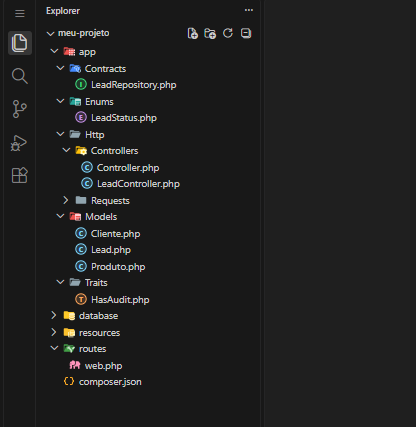 Explorer
meu-projeto
app
Contracts
LeadRepository.php
Enums
LeadStatus.php
Http
Controllers
Controller.php
LeadController.php
Requests
Models
Cliente.php
Lead.php
Produto.php
Traits
HasAudit.php
database
resources
routes
web.php
composer.json